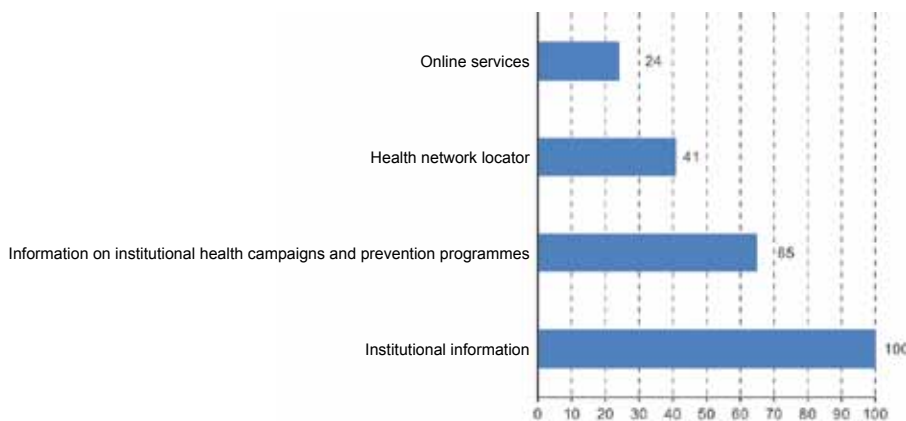 Online services
24
Health network locator
41
Information on institutional health campaigns and prevention programmes
65
Institutional information
100
0 10 20 30 40 50 60 70 80 90 100